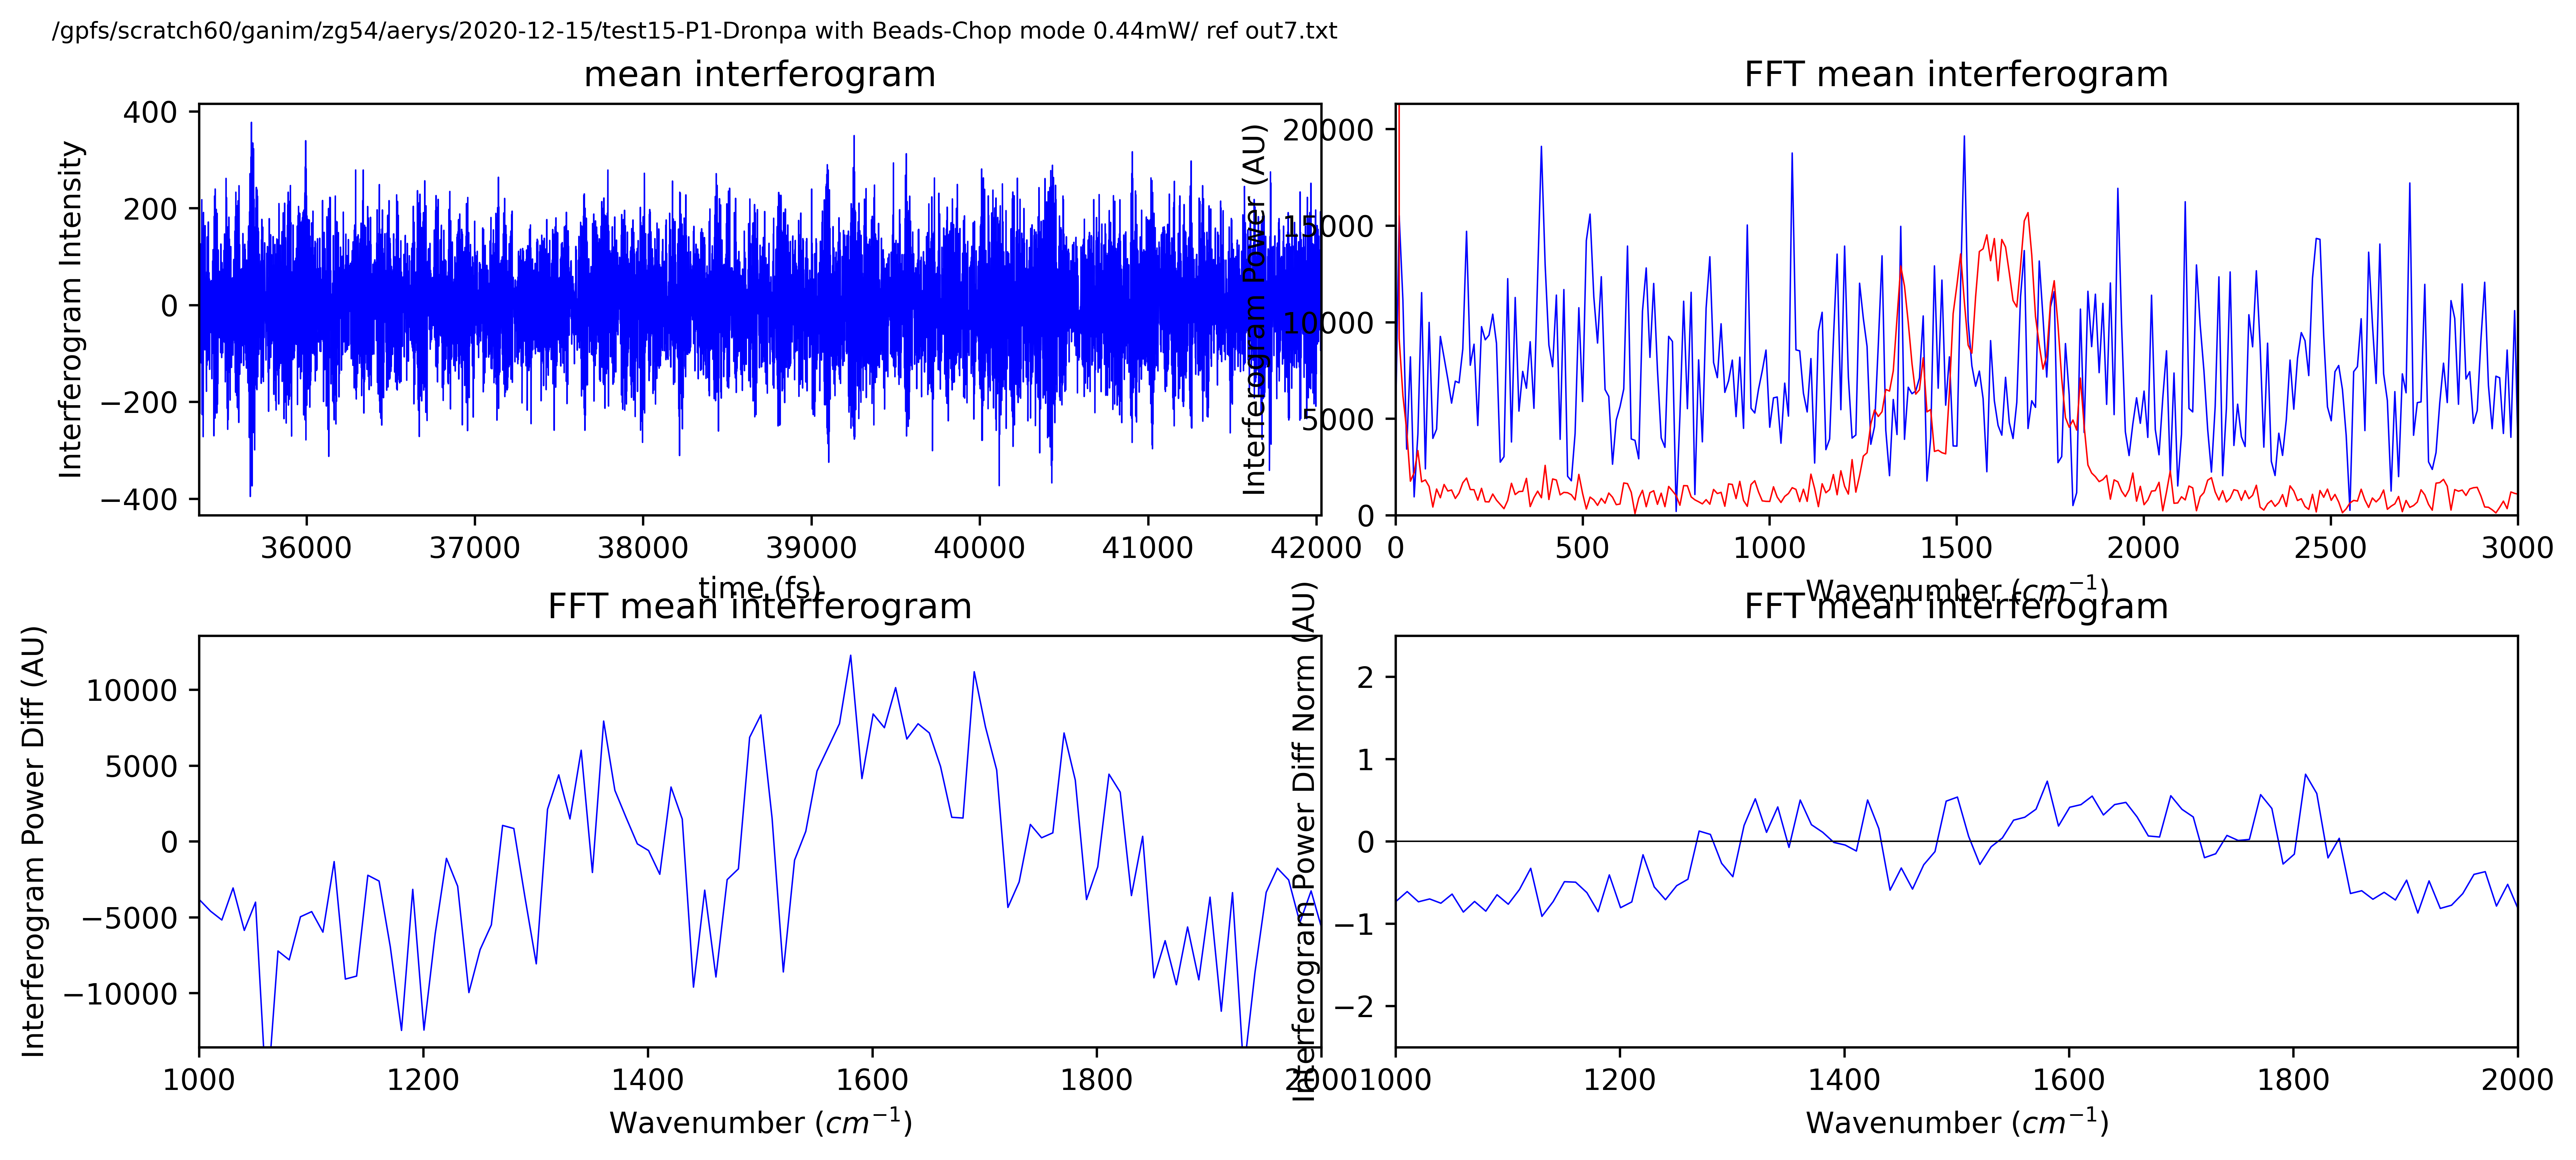 /gpfs/scratch60/ganim/zg54/aerys/2020-12-15/test15-P1-Dronpa with Beads-Chop mode 0.44mW/ ref out7.txt
mean interferogram
Interferogram Intensity
400
200
0
−200
−400
36000 37000 38000 39000 40000 41000 42000
time (fs)
FFT mean interferogram
Interferogram Power (AU)
20000
15000
10000
5000
0
0 500 1000 1500 2000 2500 3000
Wavenumber (cm⁻¹)
FFT mean interferogram
Interferogram Power Diff (AU)
10000
5000
0
−5000
−10000
1000 1200 1400 1600 1800 2000
Wavenumber (cm⁻¹)
FFT mean interferogram
Interferogram Power Diff Norm (AU)
2
1
0
−1
−2
1000 1200 1400 1600 1800 2000
Wavenumber (cm⁻¹)